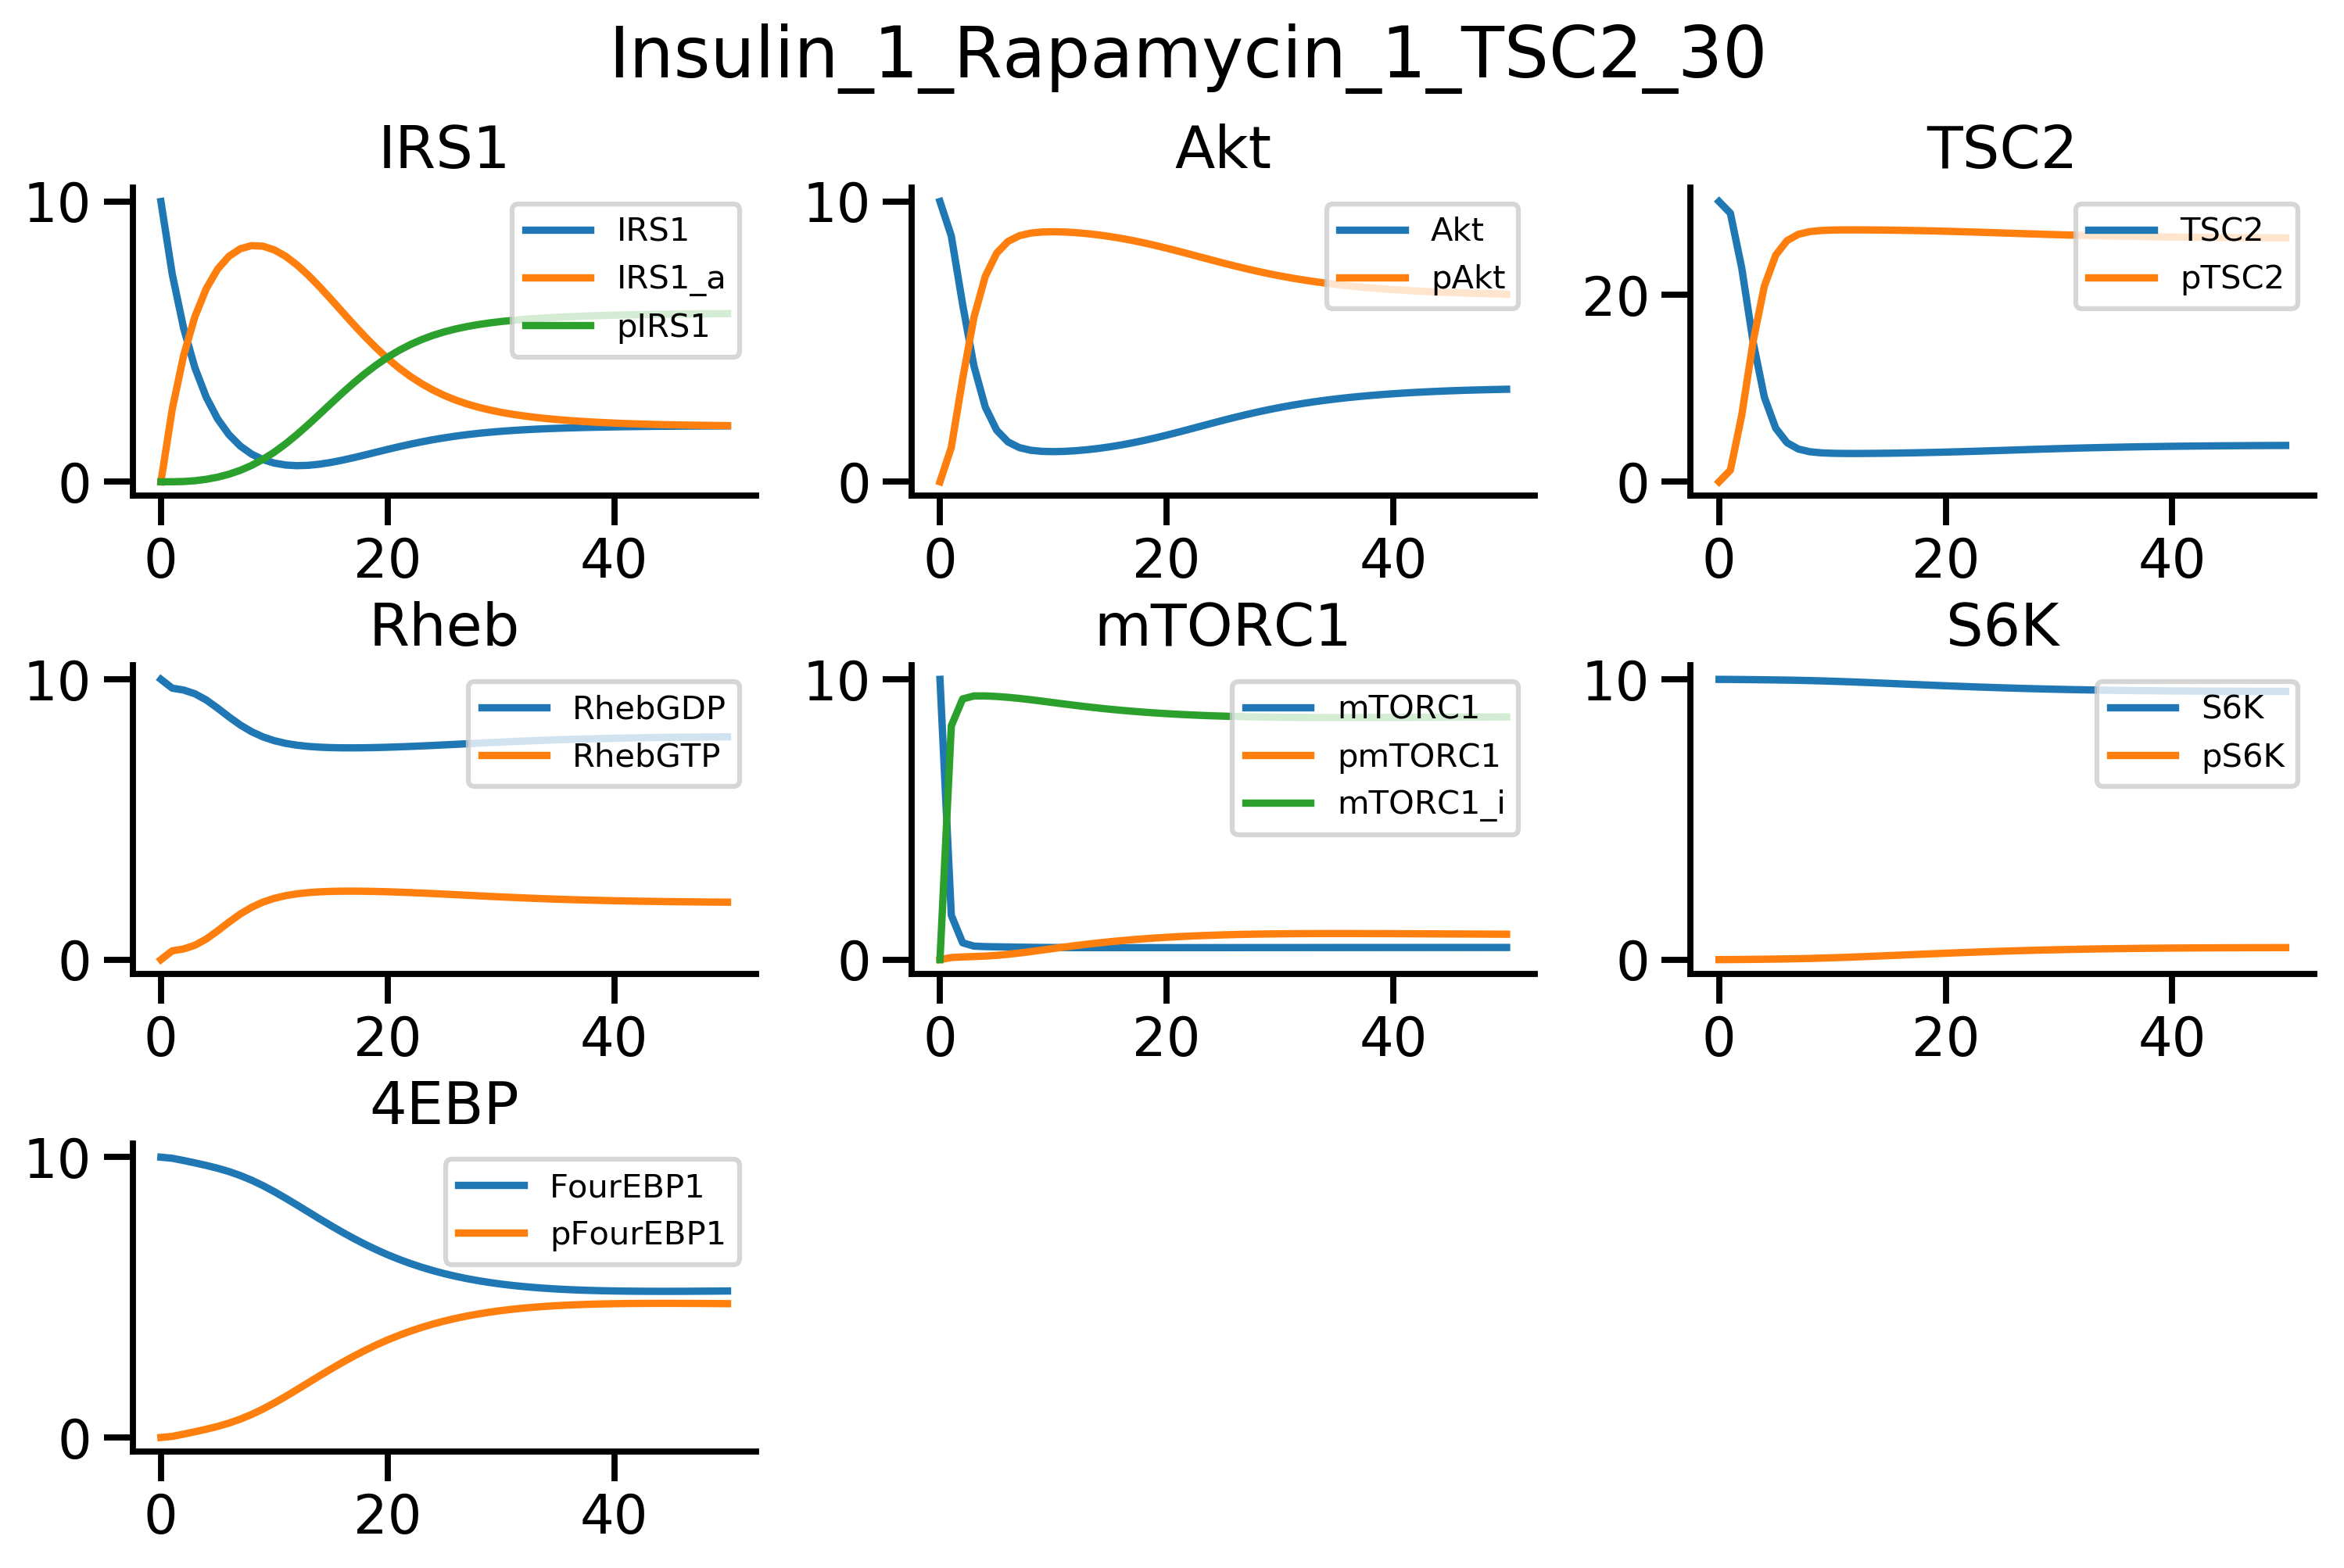 Insulin_1_Rapamycin_1_TSC2_30
IRS1
10
0
0 20 40
IRS1
IRS1_a
pIRS1
Akt
10
0
0 20 40
Akt
pAkt
TSC2
20
0
0 20 40
TSC2
pTSC2
Rheb
10
0
0 20 40
RhebGDP
RhebGTP
mTORC1
10
0
0 20 40
mTORC1
pmTORC1
mTORC1_i
S6K
10
0
0 20 40
S6K
pS6K
4EBP
10
0
0 20 40
FourEBP1
pFourEBP1